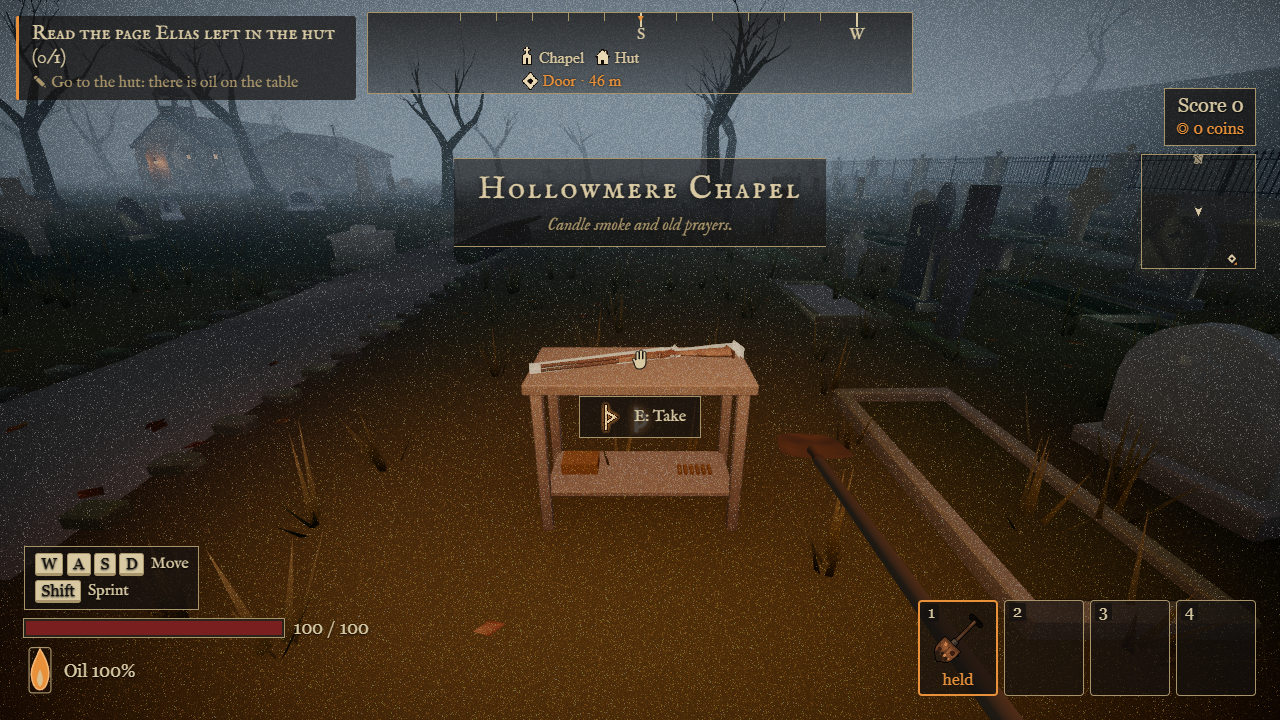 Read the page Elias left in the hut
(0/1)
Go to the hut: there is oil on the table
S
W
Chapel
Hut
Door · 46 m
Score 0
0 coins
Hollowmere Chapel
Candle smoke and old prayers.
E: Take
W A S D Move
Shift Sprint
100 / 100
Oil 100%
1
2
3
4
held